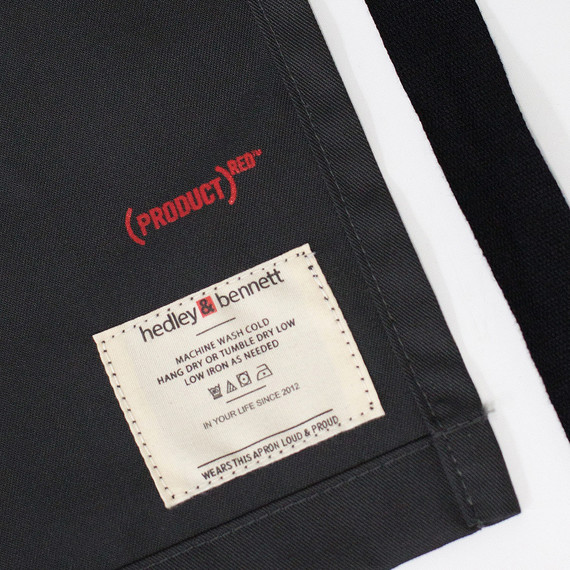 (PRODUCT)RED™
hedley & bennett
MACHINE WASH COLD
HANG DRY OR TUMBLE DRY LOW
LOW IRON AS NEEDED
IN YOUR LIFE SINCE 2012
WEARS THIS APRON LOUD & PROUD